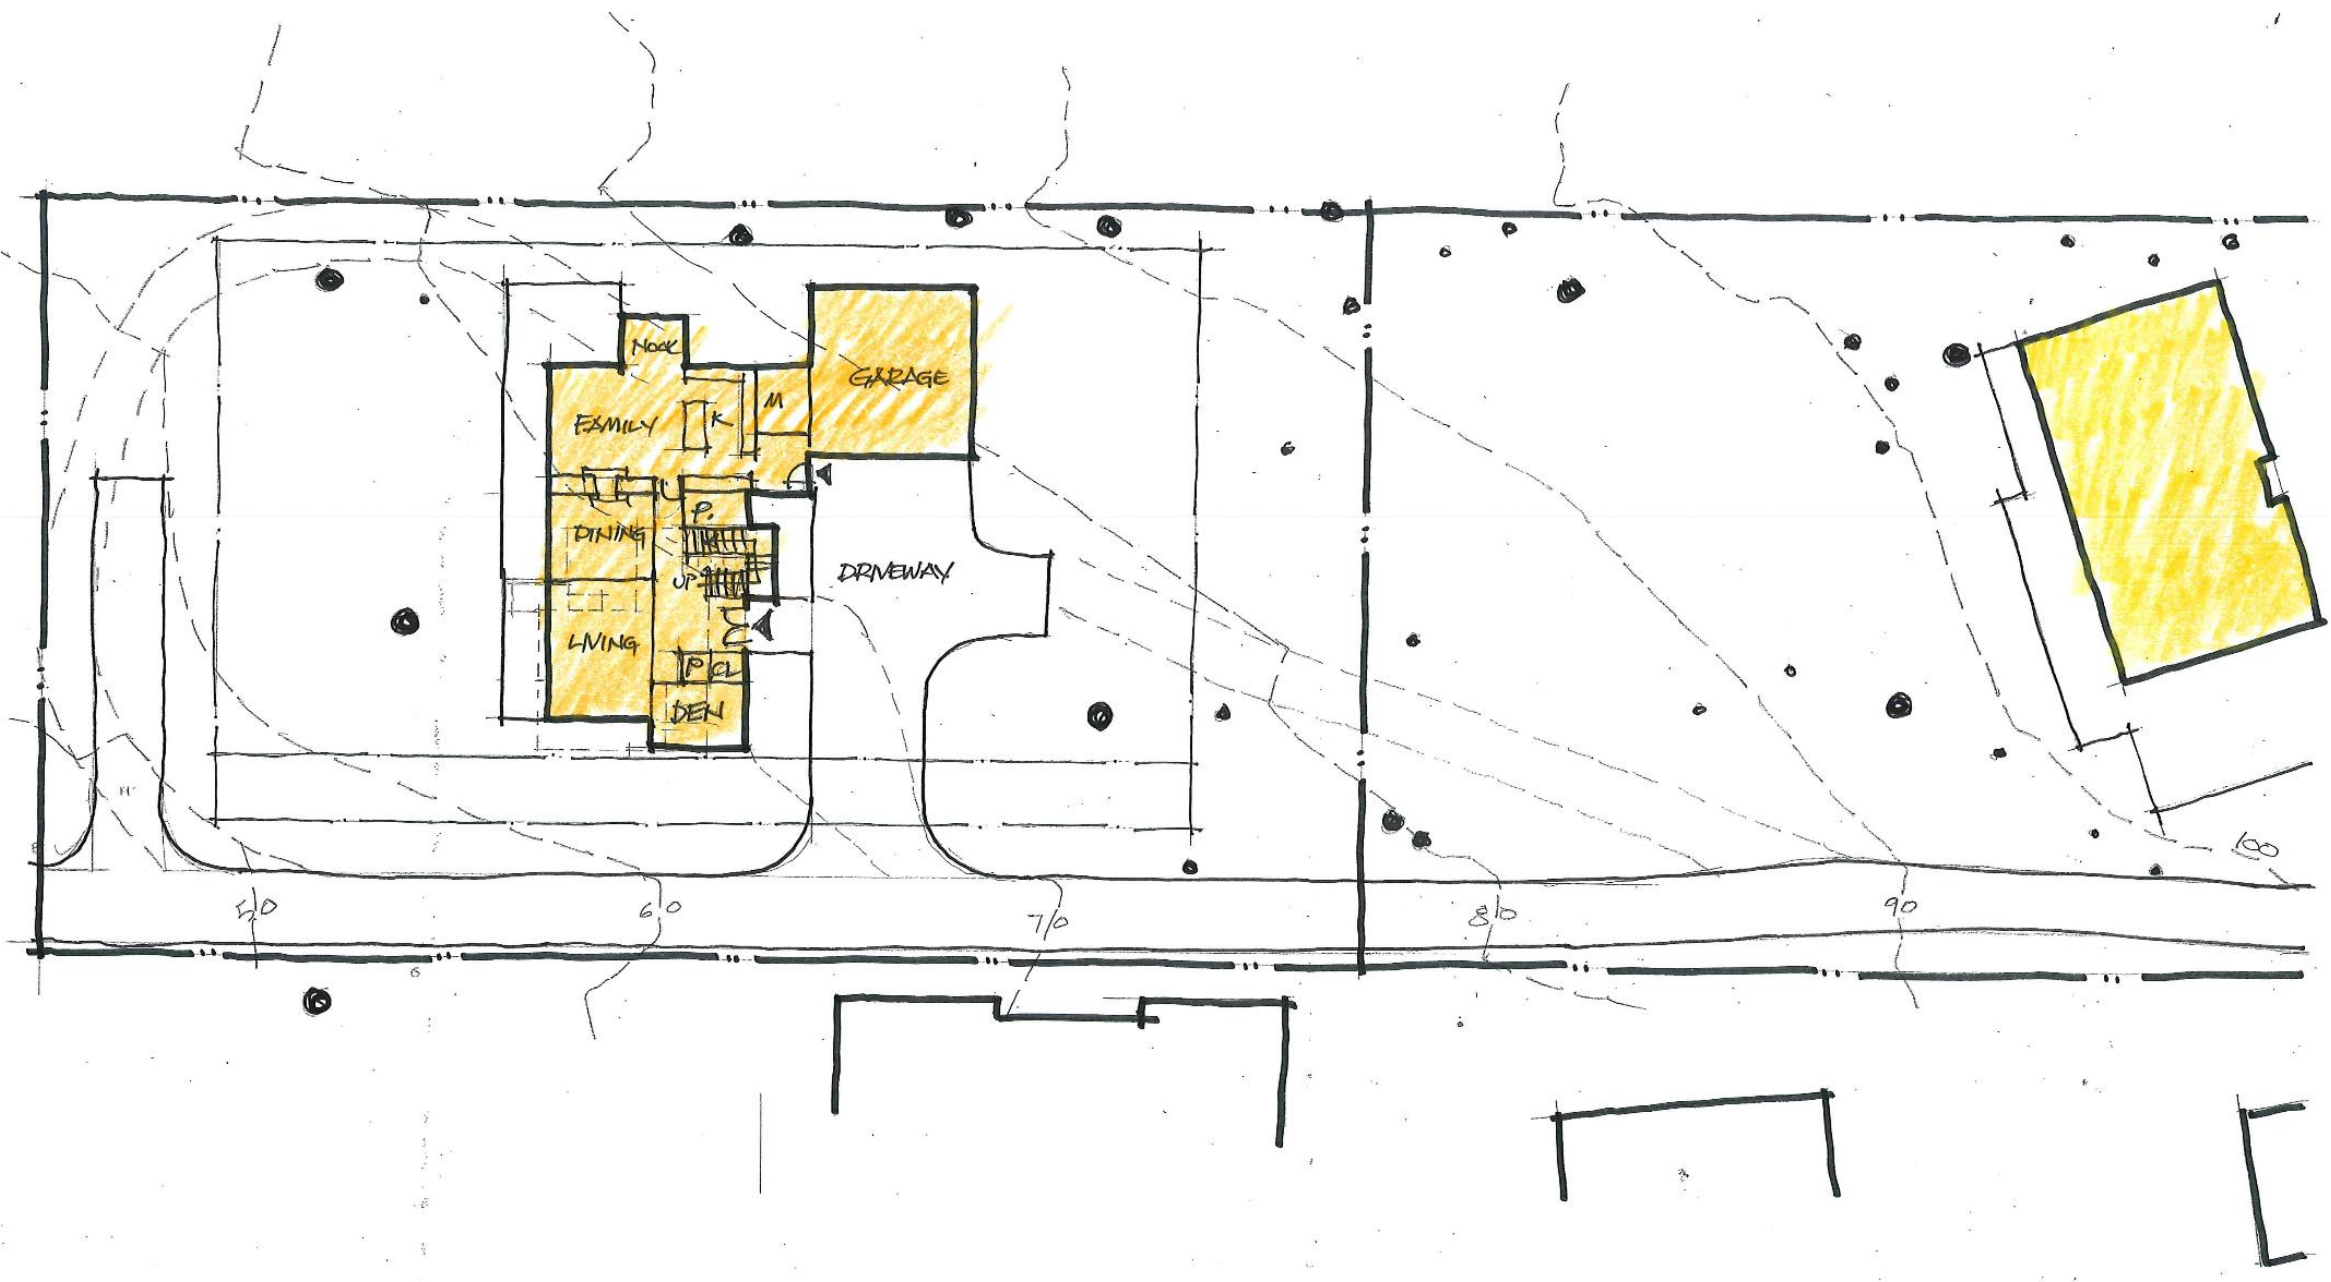 NOOK
GARAGE
M
FAMILY
K
P.
DINING
DRIVEWAY
UP
LIVING
P
CL
DEN
100
50
60
70
80
90